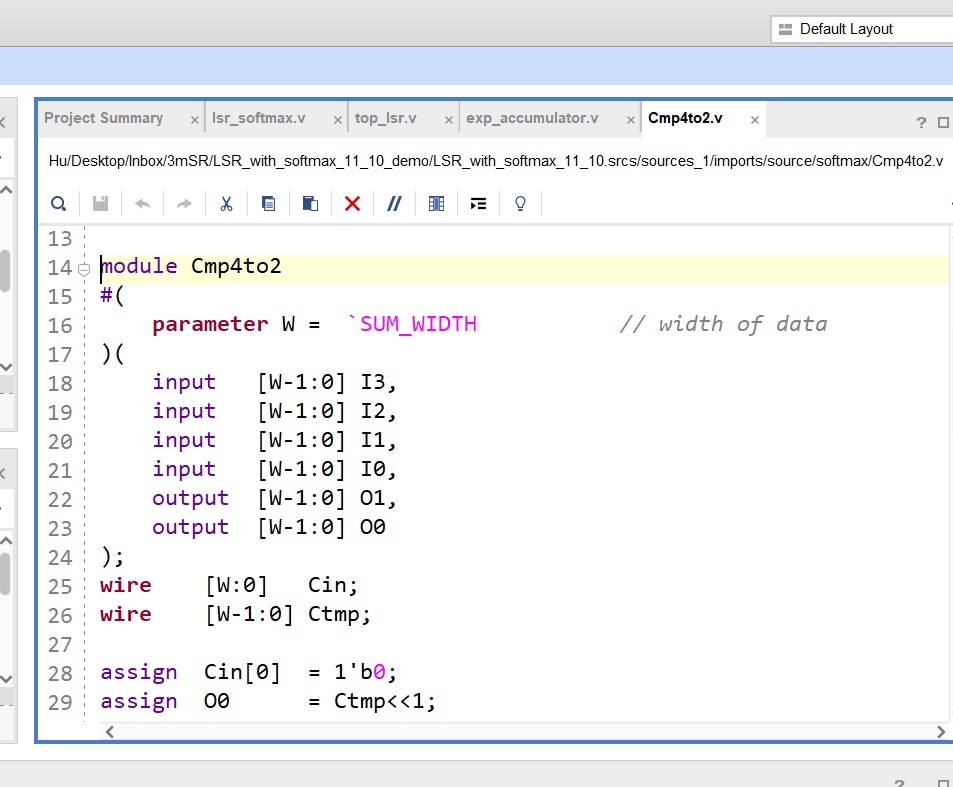 Default Layout
Project Summary × lsr_softmax.v × top_lsr.v × exp_accumulator.v × Cmp4to2.v × ?
Hu/Desktop/Inbox/3mSR/LSR_with_softmax_11_10_demo/LSR_with_softmax_11_10.srcs/sources_1/imports/source/softmax/Cmp4to2.v
13
14 module Cmp4to2
15 #(
16 parameter W = `SUM_WIDTH // width of data
17 )(
18 input [W-1:0] I3,
19 input [W-1:0] I2,
20 input [W-1:0] I1,
21 input [W-1:0] I0,
22 output [W-1:0] O1,
23 output [W-1:0] O0
24 );
25 wire [W:0] Cin;
26 wire [W-1:0] Ctmp;
27
28 assign Cin[0] = 1'b0;
29 assign O0 = Ctmp<<1;
?